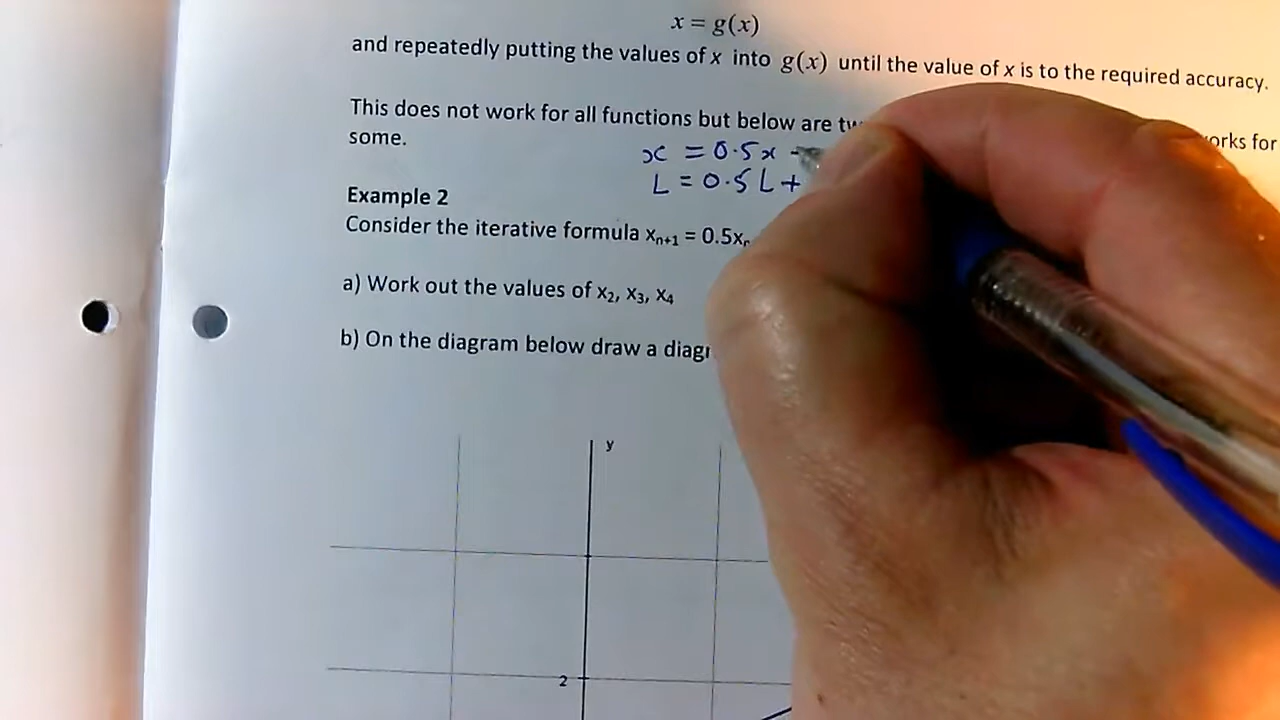 x = g(x)
and repeatedly putting the values of x into g(x) until the value of x is to the required accuracy.
This does not work for all functions but below are for
some.
x = 0.5x
L = 0.5L +
Example 2
Consider the iterative formula xₙ₊₁ = 0.5xₙ
a) Work out the values of x₂, x₃, x₄
b) On the diagram below draw a
y
2